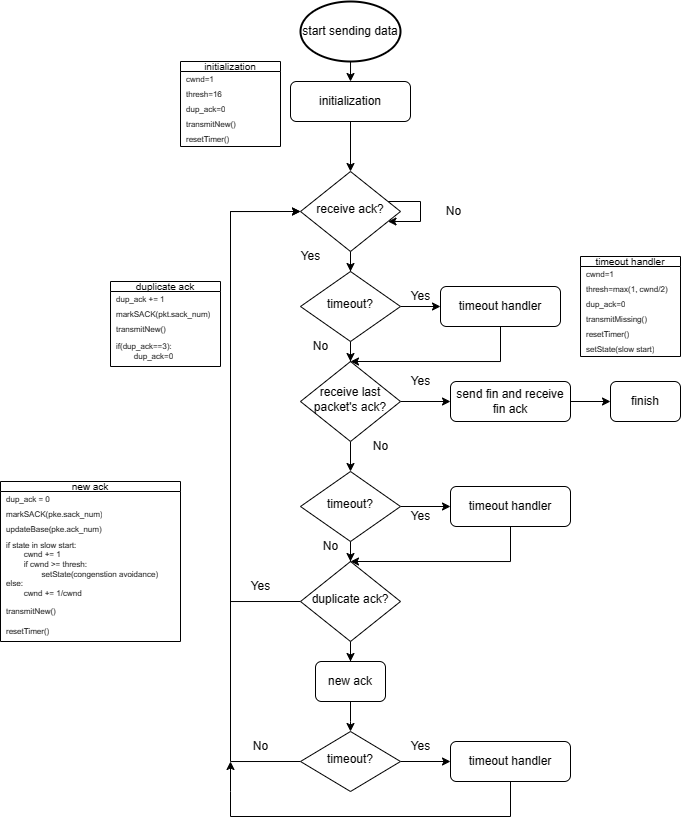 start sending data
initialization
cwnd=1
thresh=16
dup_ack=0
transmitNew()
resetTimer()
initialization
receive ack?
No
Yes
timeout handler
cwnd=1
thresh=max(1, cwnd/2)
dup_ack=0
transmitMissing()
resetTimer()
setState(slow start)
duplicate ack
dup_ack += 1
markSACK(pkt.sack_num)
transmitNew()
if(dup_ack==3):
dup_ack=0
timeout?
Yes
timeout handler
No
receive last
packet's ack?
Yes
send fin and receive
fin ack
finish
No
new ack
dup_ack = 0
markSACK(pke.sack_num)
updateBase(pke.ack_num)
if state in slow start:
cwnd += 1
if cwnd >= thresh:
setState(congenstion avoidance)
else:
cwnd += 1/cwnd
transmitNew()
resetTimer()
timeout?
Yes
timeout handler
No
duplicate ack?
Yes
new ack
timeout?
No
Yes
timeout handler